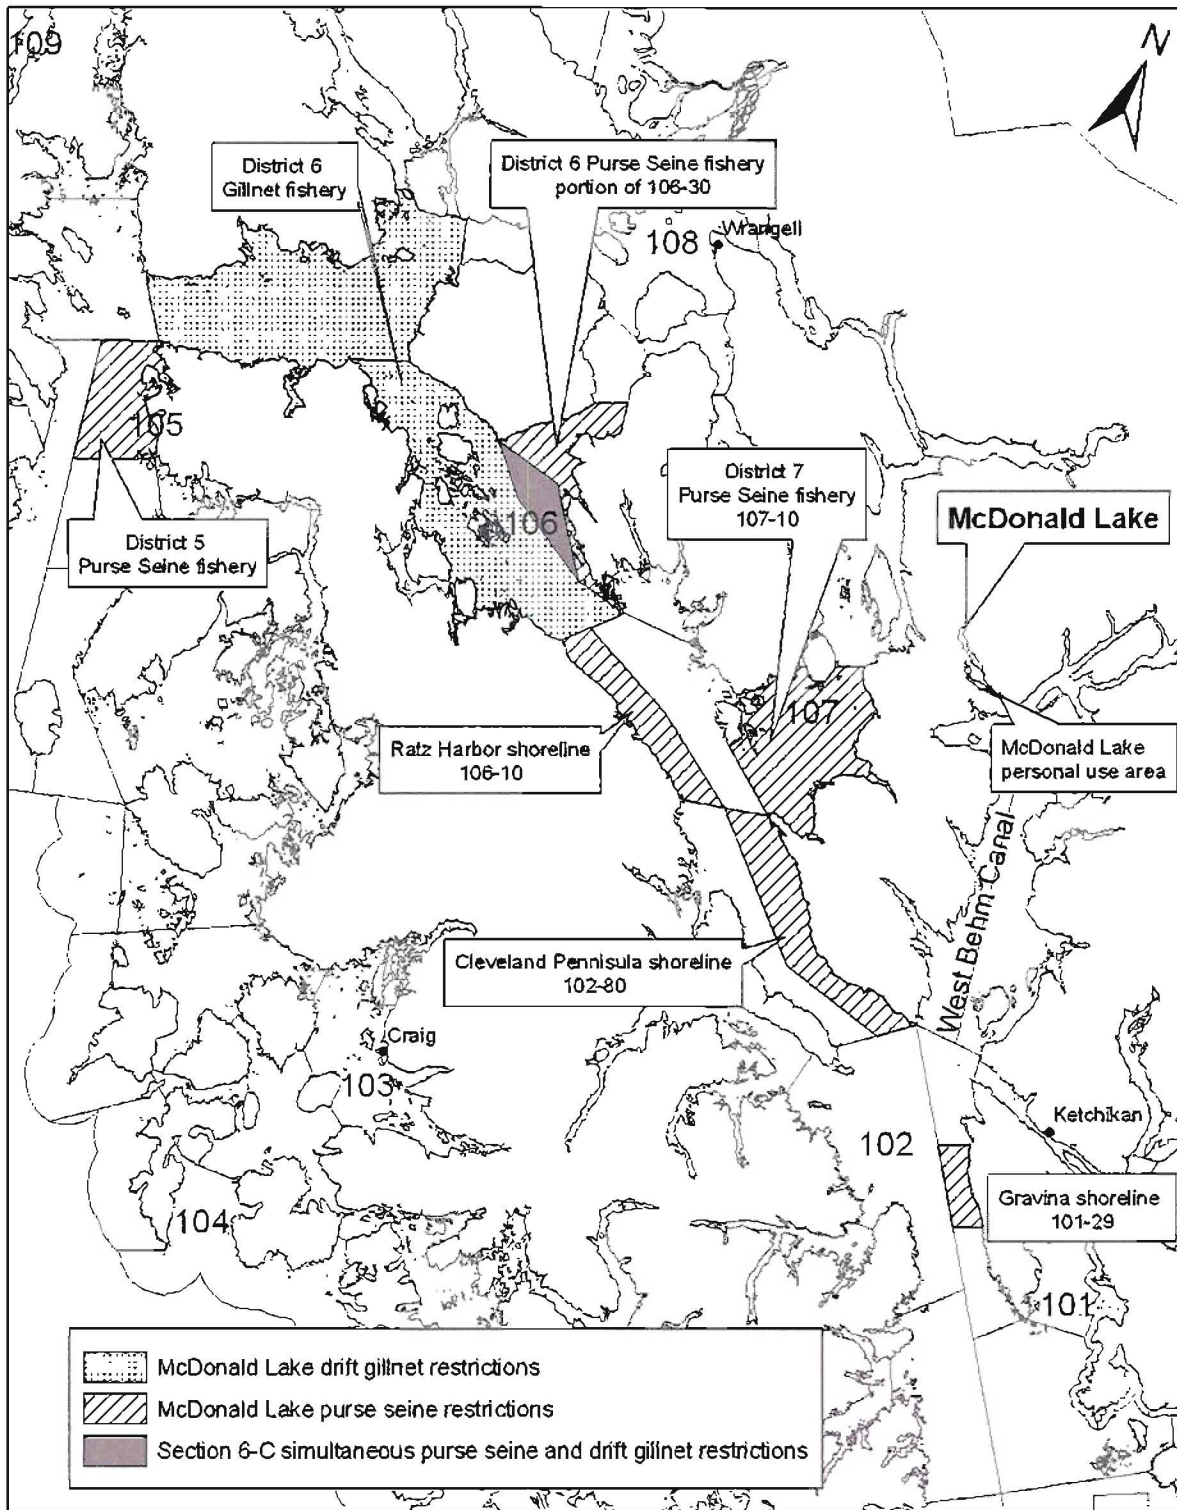 109
N
District 6
Gillnet fishery
District 6 Purse Seine fishery
portion of 106-30
108
Wrangell
105
District 5
Purse Seine fishery
106
District 7
Purse Seine fishery
107-10
McDonald Lake
107
Ratz Harbor shoreline
106-10
McDonald Lake
personal use area
West Behm Canal
Cleveland Pennisula shoreline
102-80
Craig
103
Ketchikan
102
104
Gravina shoreline
101-29
101
McDonald Lake drift gillnet restrictions
McDonald Lake purse seine restrictions
Section 6-C simultaneous purse seine and drift gillnet restrictions